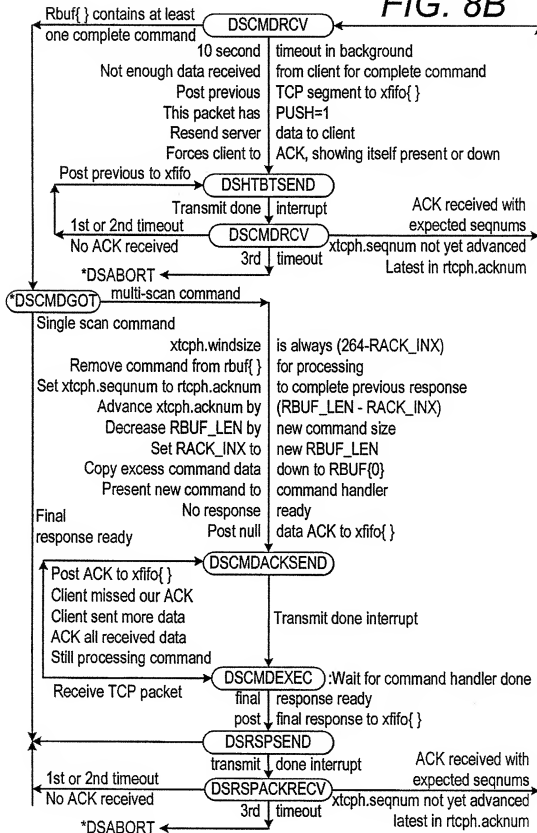 FIG. 8B
Rbuf{ } contains at least
one complete command
DSCMDRCV
10 second timeout in background
Not enough data received from client for complete command
Post previous TCP segment to xfifo{ }
This packet has PUSH=1
Resend server data to client
Forces client to ACK, showing itself present or down
Post previous to xfifo
DSHTBTSEND
Transmit done interrupt
1st or 2nd timeout
No ACK received
DSCMDRCV
ACK received with
expected seqnums
xtcp.seqnum not yet advanced
Latest in rtcph.acknum
3rd timeout
*DSABORT
*DSCMDGOT
multi-scan command
Single scan command
xtcph.windsize is always (264-RACK_INX)
Remove command from rbuf{ } for processing
Set xtcph.sequnum to rtcph.acknum to complete previous response
Advance xtcph.acknum by (RBUF_LEN - RACK_INX)
Decrease RBUF_LEN by new command size
Set RACK_INX to new RBUF_LEN
Copy excess command data down to RBUF{0}
Present new command to command handler
No response ready
Post null data ACK to xfifo{ }
Final
response ready
DSCMDACKSEND
Post ACK to xfifo{ }
Client missed our ACK
Client sent more data
ACK all received data
Still processing command
Transmit done interrupt
Receive TCP packet
DSCMDEXEC :Wait for command handler done
final response ready
post final response to xfifo{ }
DSRSPSEND
transmit done interrupt
1st or 2nd timeout
No ACK received
DSRSPACKRECV
ACK received with
expected seqnums
xtcph.seqnum not yet advanced
latest in rtcph.acknum
3rd timeout
*DSABORT